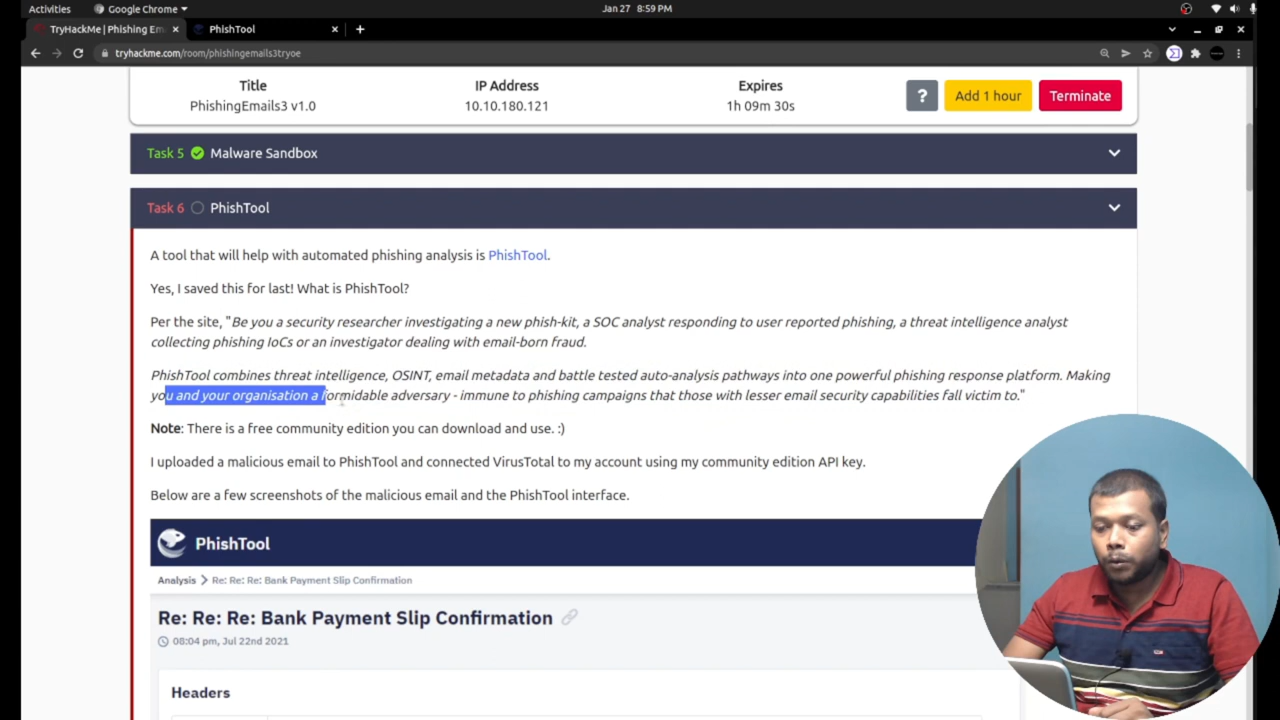 Activities Google Chrome Jan 27 8:59 PM
TryHackMe | Phishing Em PhishTool
tryhackme.com/room/phishingemails3tryoe
Title IP Address Expires
PhishingEmails3 v1.0 10.10.180.121 1h 09m 30s
? Add 1 hour Terminate
Task 5 Malware Sandbox
Task 6 PhishTool
A tool that will help with automated phishing analysis is PhishTool.
Yes, I saved this for last! What is PhishTool?
Per the site, "Be you a security researcher investigating a new phish-kit, a SOC analyst responding to user reported phishing, a threat intelligence analyst
collecting phishing IoCs or an investigator dealing with email-born fraud.
PhishTool combines threat intelligence, OSINT, email metadata and battle tested auto-analysis pathways into one powerful phishing response platform. Making
you and your organisation a formidable adversary - immune to phishing campaigns that those with lesser email security capabilities fall victim to."
Note: There is a free community edition you can download and use. :)
I uploaded a malicious email to PhishTool and connected VirusTotal to my account using my community edition API key.
Below are a few screenshots of the malicious email and the PhishTool interface.
PhishTool
Analysis Re: Re: Re: Bank Payment Slip Confirmation
Re: Re: Re: Bank Payment Slip Confirmation
08:04 pm, Jul 22nd 2021
Headers